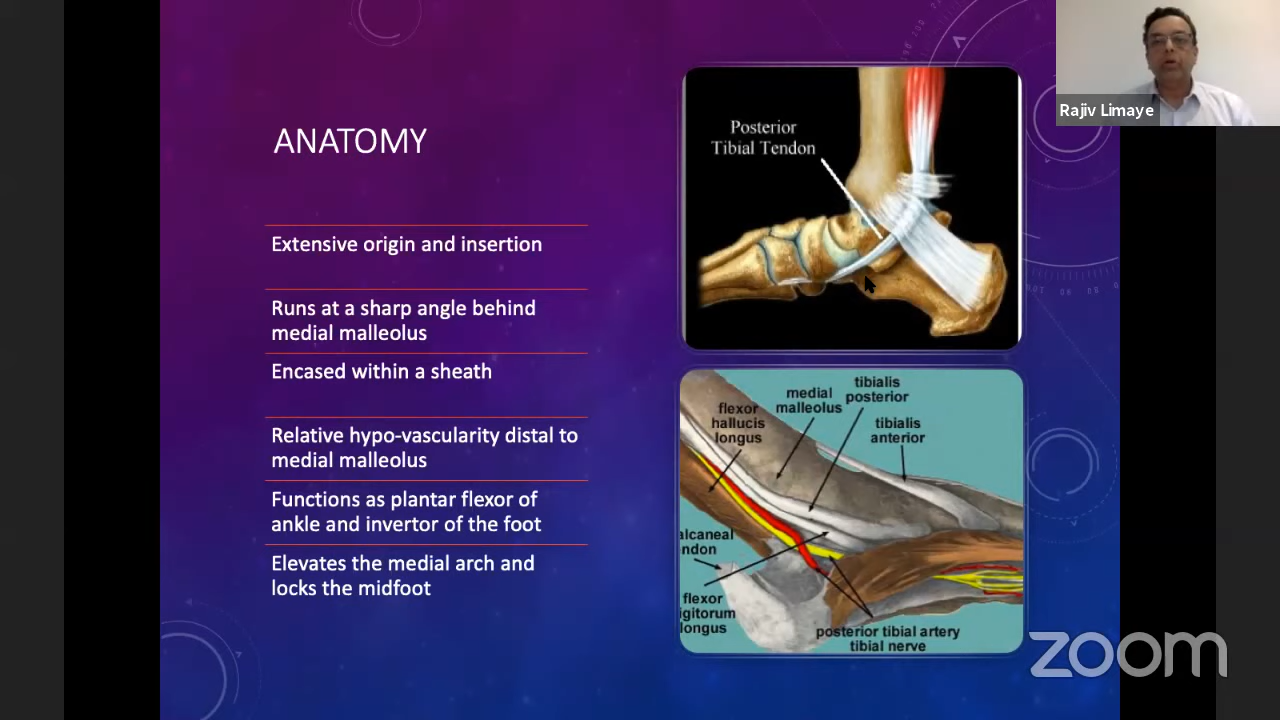 ANATOMY
Extensive origin and insertion
Runs at a sharp angle behind
medial malleolus
Encased within a sheath
Relative hypo-vascularity distal to
medial malleolus
Functions as plantar flexor of
ankle and invertor of the foot
Elevates the medial arch and
locks the midfoot
Posterior
Tibial Tendon
Rajiv Limaye
tibialis
posterior
medial
malleolus
flexor
hallucis
longus
tibialis
anterior
alcaneal
ndon
flexor
igitorum
longus
posterior tibial artery
tibial nerve
zoom